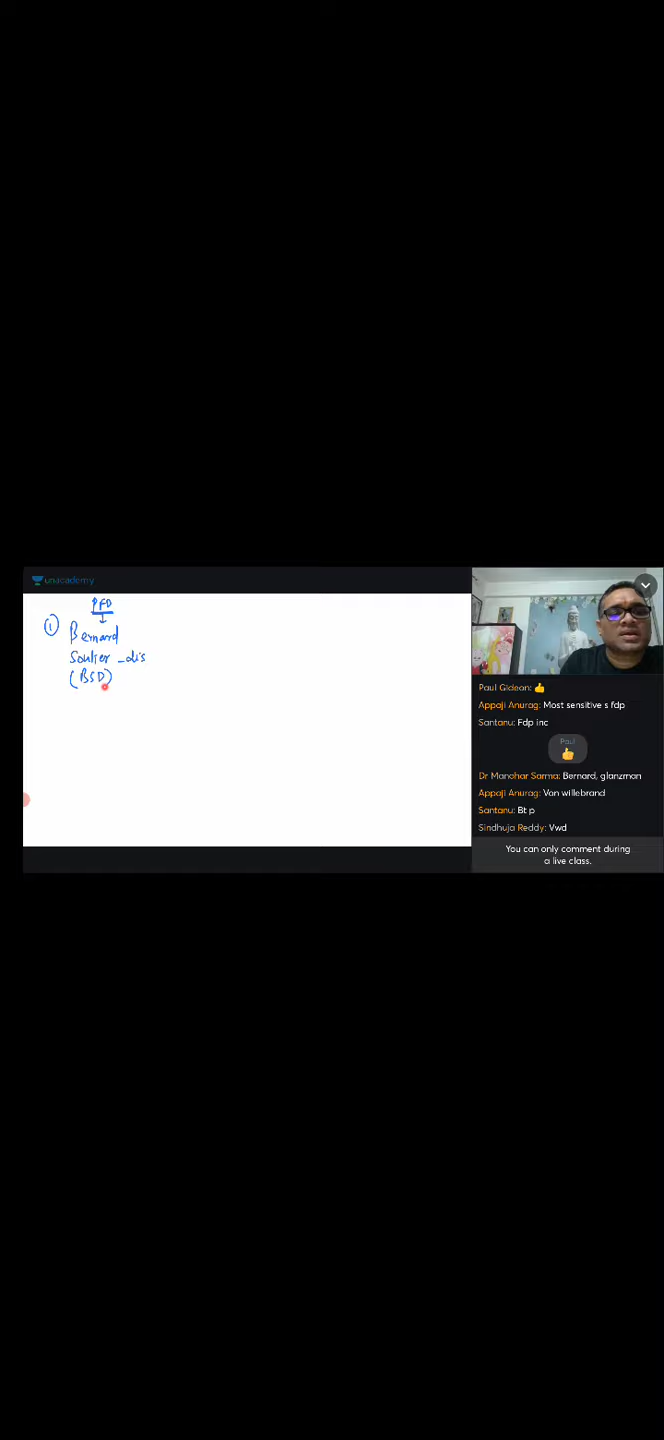 unacademy
PFD
① Bernard
Soulier -dis
(BSD)
Paul Gideon: 👍
Appaji Anurag: Most sensitive s fdp
Santanu: Fdp inc
Paul
👍
Dr Manohar Sarma: Bernard, glanzman
Appaji Anurag: Von willebrand
Santanu: Bt p
Sindhuja Reddy: Vwd
You can only comment during
a live class.